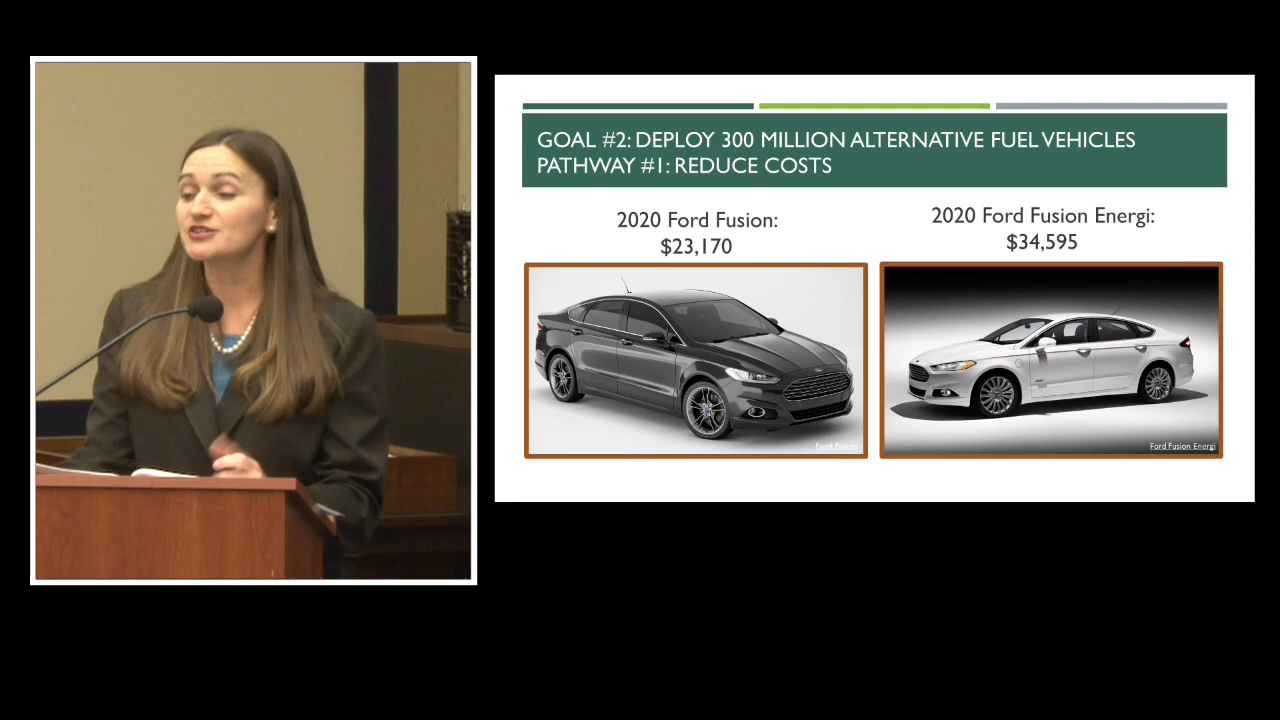 GOAL #2: DEPLOY 300 MILLION ALTERNATIVE FUEL VEHICLES
PATHWAY #1: REDUCE COSTS
2020 Ford Fusion:
$23,170
2020 Ford Fusion Energi:
$34,595
Ford Fusion
Ford Fusion Energi